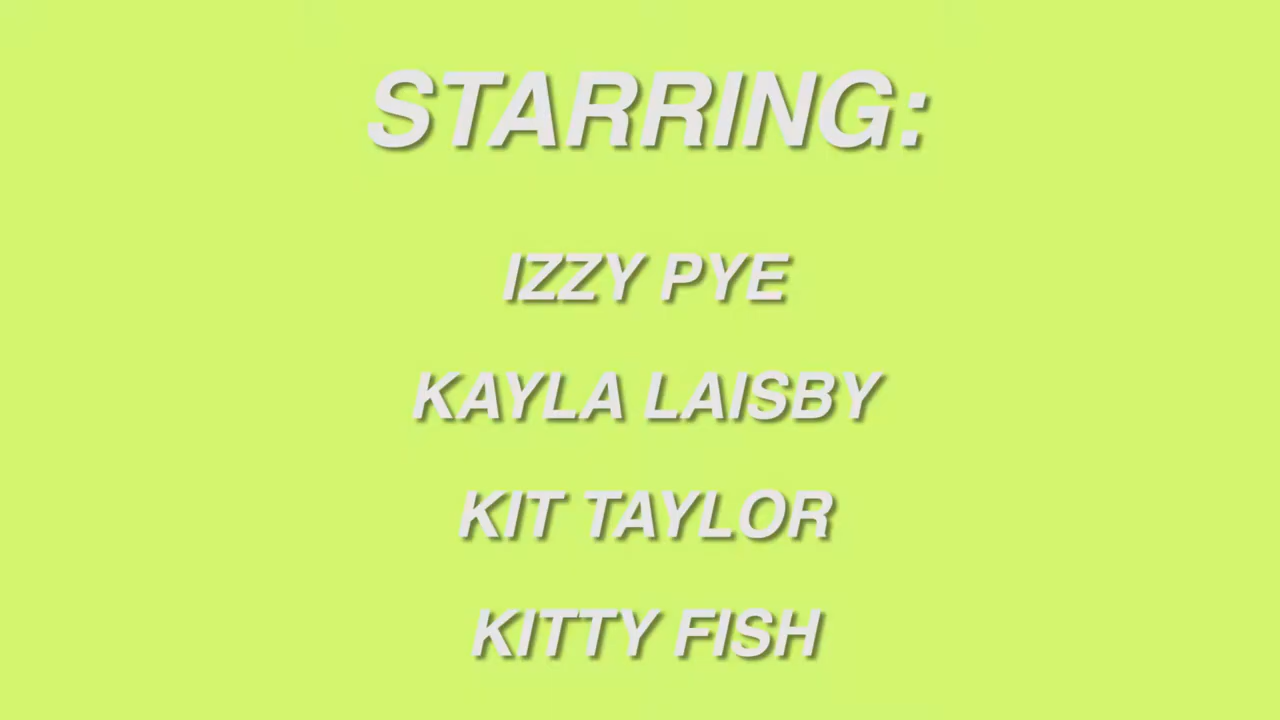 STARRING:
IZZY PYE
KAYLA LAISBY
KIT TAYLOR
KITTY FISH